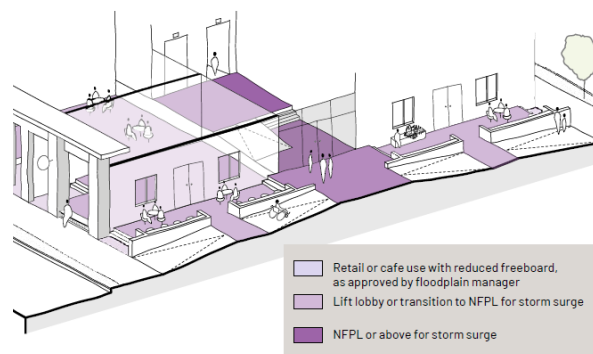 Retail or cafe use with reduced freeboard,
as approved by floodplain manager
Lift lobby or transition to NFPL for storm surge
NFPL or above for storm surge